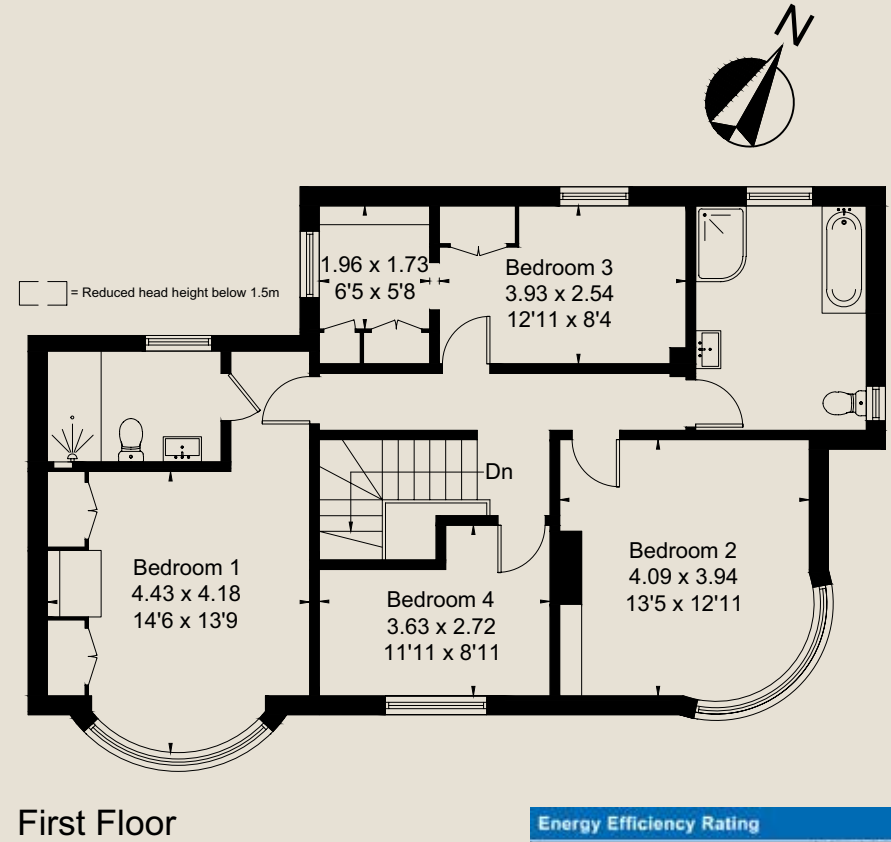 N
= Reduced head height below 1.5m
1.96 x 1.73
6'5 x 5'8
Bedroom 3
3.93 x 2.54
12'11 x 8'4
Dn
Bedroom 1
4.43 x 4.18
14'6 x 13'9
Bedroom 4
3.63 x 2.72
11'11 x 8'11
Bedroom 2
4.09 x 3.94
13'5 x 12'11
First Floor
Energy Efficiency Rating